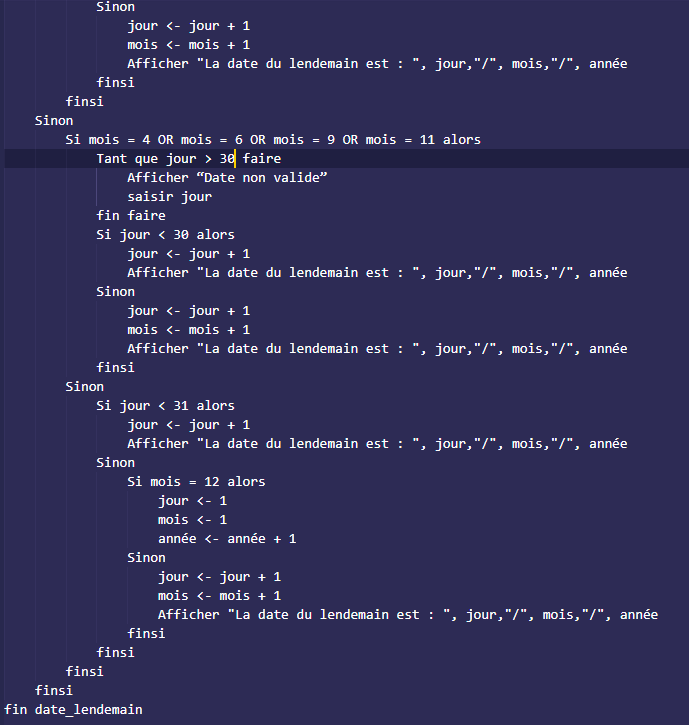 Sinon
jour <- jour + 1
mois <- mois + 1
Afficher "La date du lendemain est : ", jour,"/", mois,"/", année
finsi
finsi
Sinon
Si mois = 4 OR mois = 6 OR mois = 9 OR mois = 11 alors
Tant que jour > 30 faire
Afficher “Date non valide”
saisir jour
fin faire
Si jour < 30 alors
jour <- jour + 1
Afficher "La date du lendemain est : ", jour,"/", mois,"/", année
Sinon
jour <- jour + 1
mois <- mois + 1
Afficher "La date du lendemain est : ", jour,"/", mois,"/", année
finsi
Sinon
Si jour < 31 alors
jour <- jour + 1
Afficher "La date du lendemain est : ", jour,"/", mois,"/", année
Sinon
Si mois = 12 alors
jour <- 1
mois <- 1
année <- année + 1
Sinon
jour <- jour + 1
mois <- mois + 1
Afficher "La date du lendemain est : ", jour,"/", mois,"/", année
finsi
finsi
finsi
finsi
fin date_lendemain